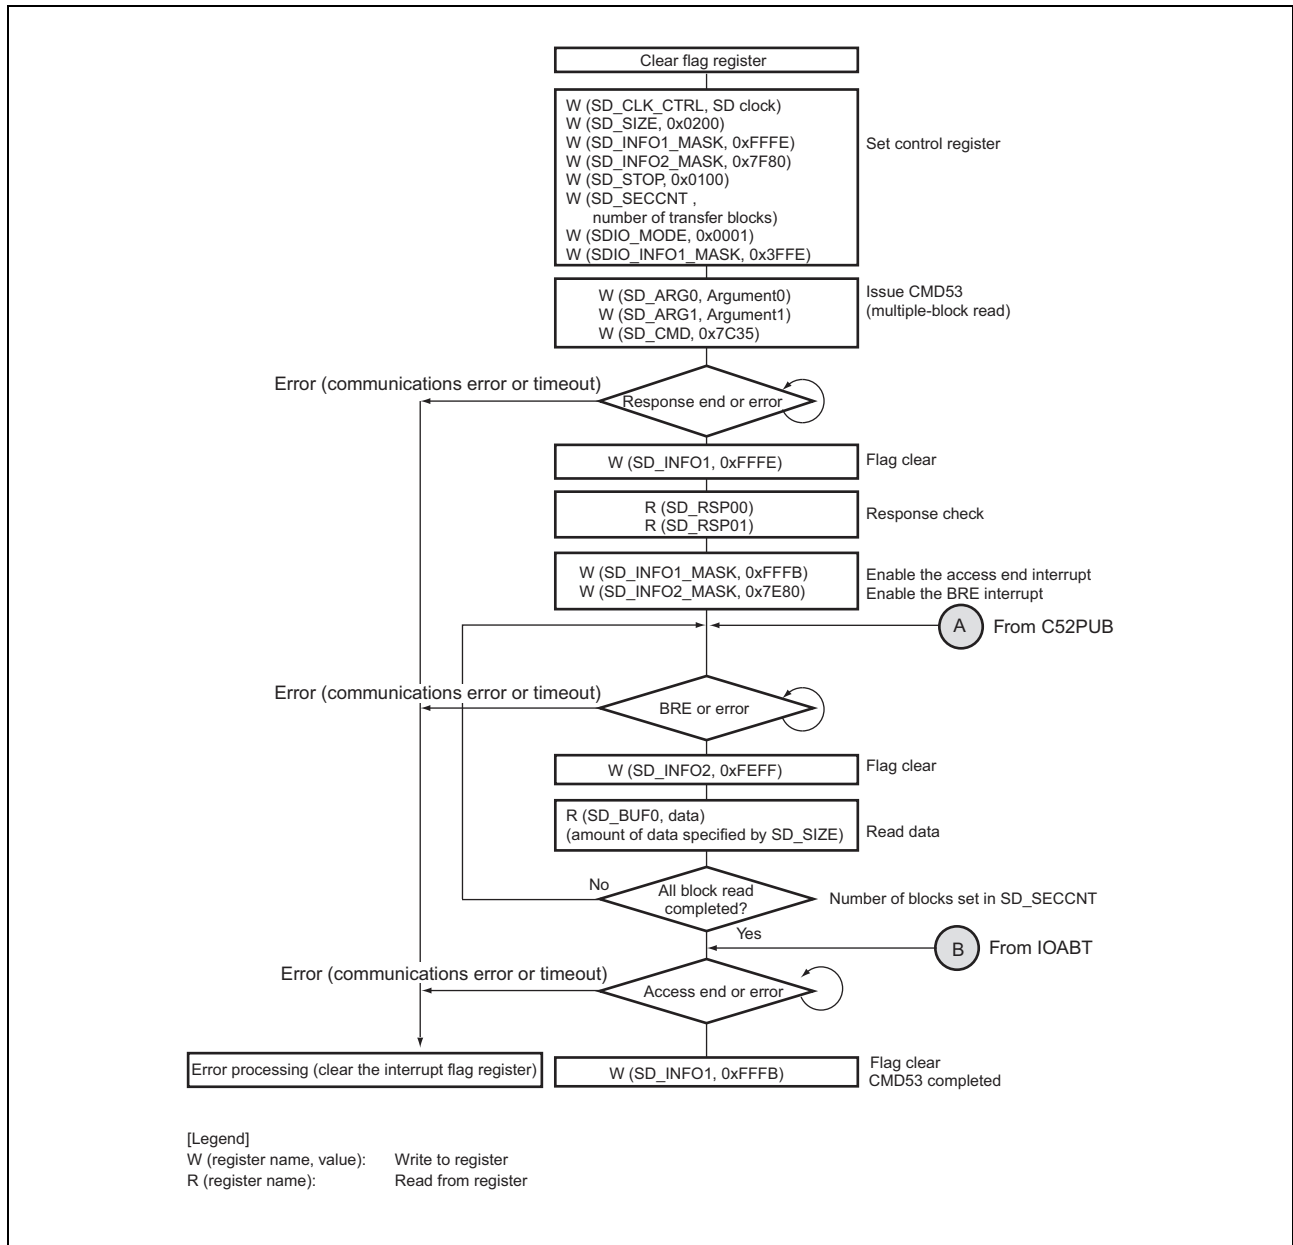 Clear flag register
W (SD_CLK_CTRL, SD clock)
W (SD_SIZE, 0x0200)
W (SD_INFO1_MASK, 0xFFFE)
W (SD_INFO2_MASK, 0x7F80)
W (SD_STOP, 0x0100)
W (SD_SECCNT ,
number of transfer blocks)
W (SDIO_MODE, 0x0001)
W (SDIO_INFO1_MASK, 0x3FFE)
Set control register
W (SD_ARG0, Argument0)
W (SD_ARG1, Argument1)
W (SD_CMD, 0x7C35)
Issue CMD53
(multiple-block read)
Error (communications error or timeout)
Response end or error
W (SD_INFO1, 0xFFFE)
Flag clear
R (SD_RSP00)
R (SD_RSP01)
Response check
W (SD_INFO1_MASK, 0xFFFB)
W (SD_INFO2_MASK, 0x7E80)
Enable the access end interrupt
Enable the BRE interrupt
A
From C52PUB
Error (communications error or timeout)
BRE or error
W (SD_INFO2, 0xFEFF)
Flag clear
R (SD_BUF0, data)
(amount of data specified by SD_SIZE)
Read data
No
All block read
completed?
Number of blocks set in SD_SECCNT
Yes
B
From IOABT
Error (communications error or timeout)
Access end or error
Error processing (clear the interrupt flag register)
W (SD_INFO1, 0xFFFB)
Flag clear
CMD53 completed
[Legend]
W (register name, value): Write to register
R (register name): Read from register